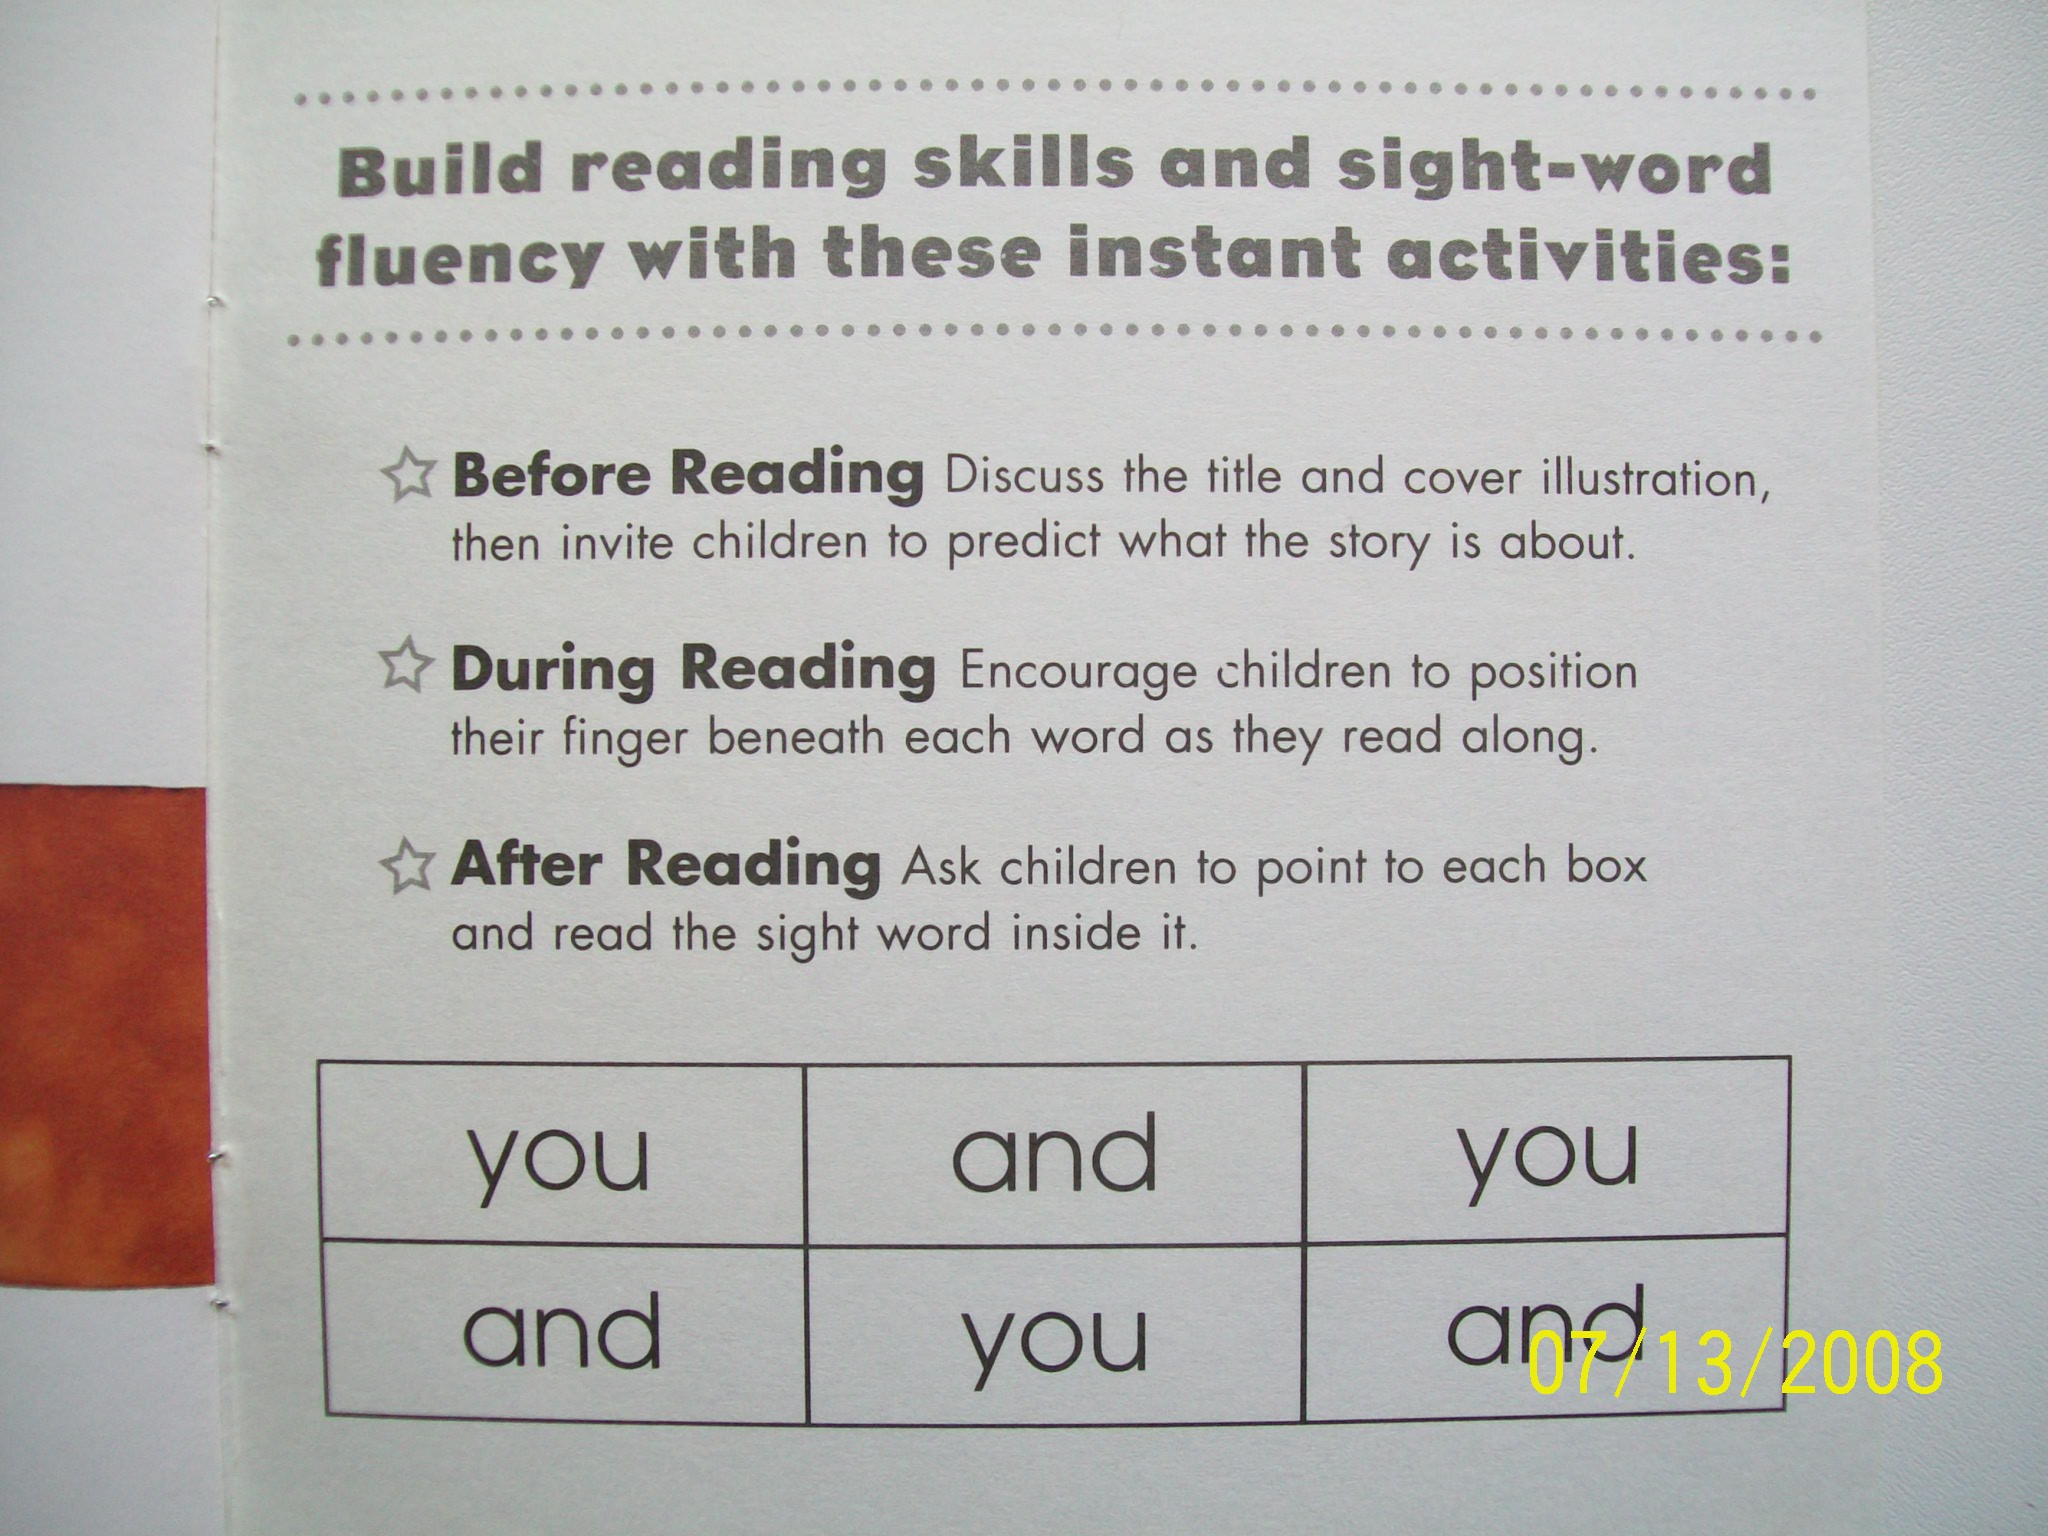 Build reading skills and sight-word
fluency with these instant activities:
Before Reading Discuss the title and cover illustration,
then invite children to predict what the story is about.
During Reading Encourage children to position
their finger beneath each word as they read along.
After Reading Ask children to point to each box
and read the sight word inside it.
you and you
and you and
07/13/2008